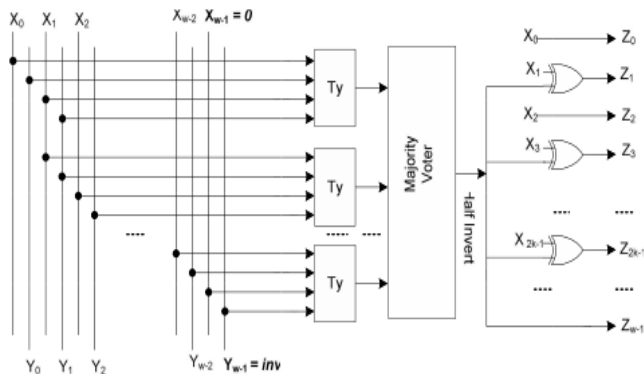 X0 X1 X2 Xw-2 Xw-1 = 0
X0 Z0
X1 Z1
Ty
X2 Z2
X3 Z3
Ty
Majority
Voter
Half Invert
---- ---- ---- ----
X2k-1 Z2k-1
Ty
---- ----
Zw-1
Y0 Y1 Y2 Yw-2 Yw-1 = inv